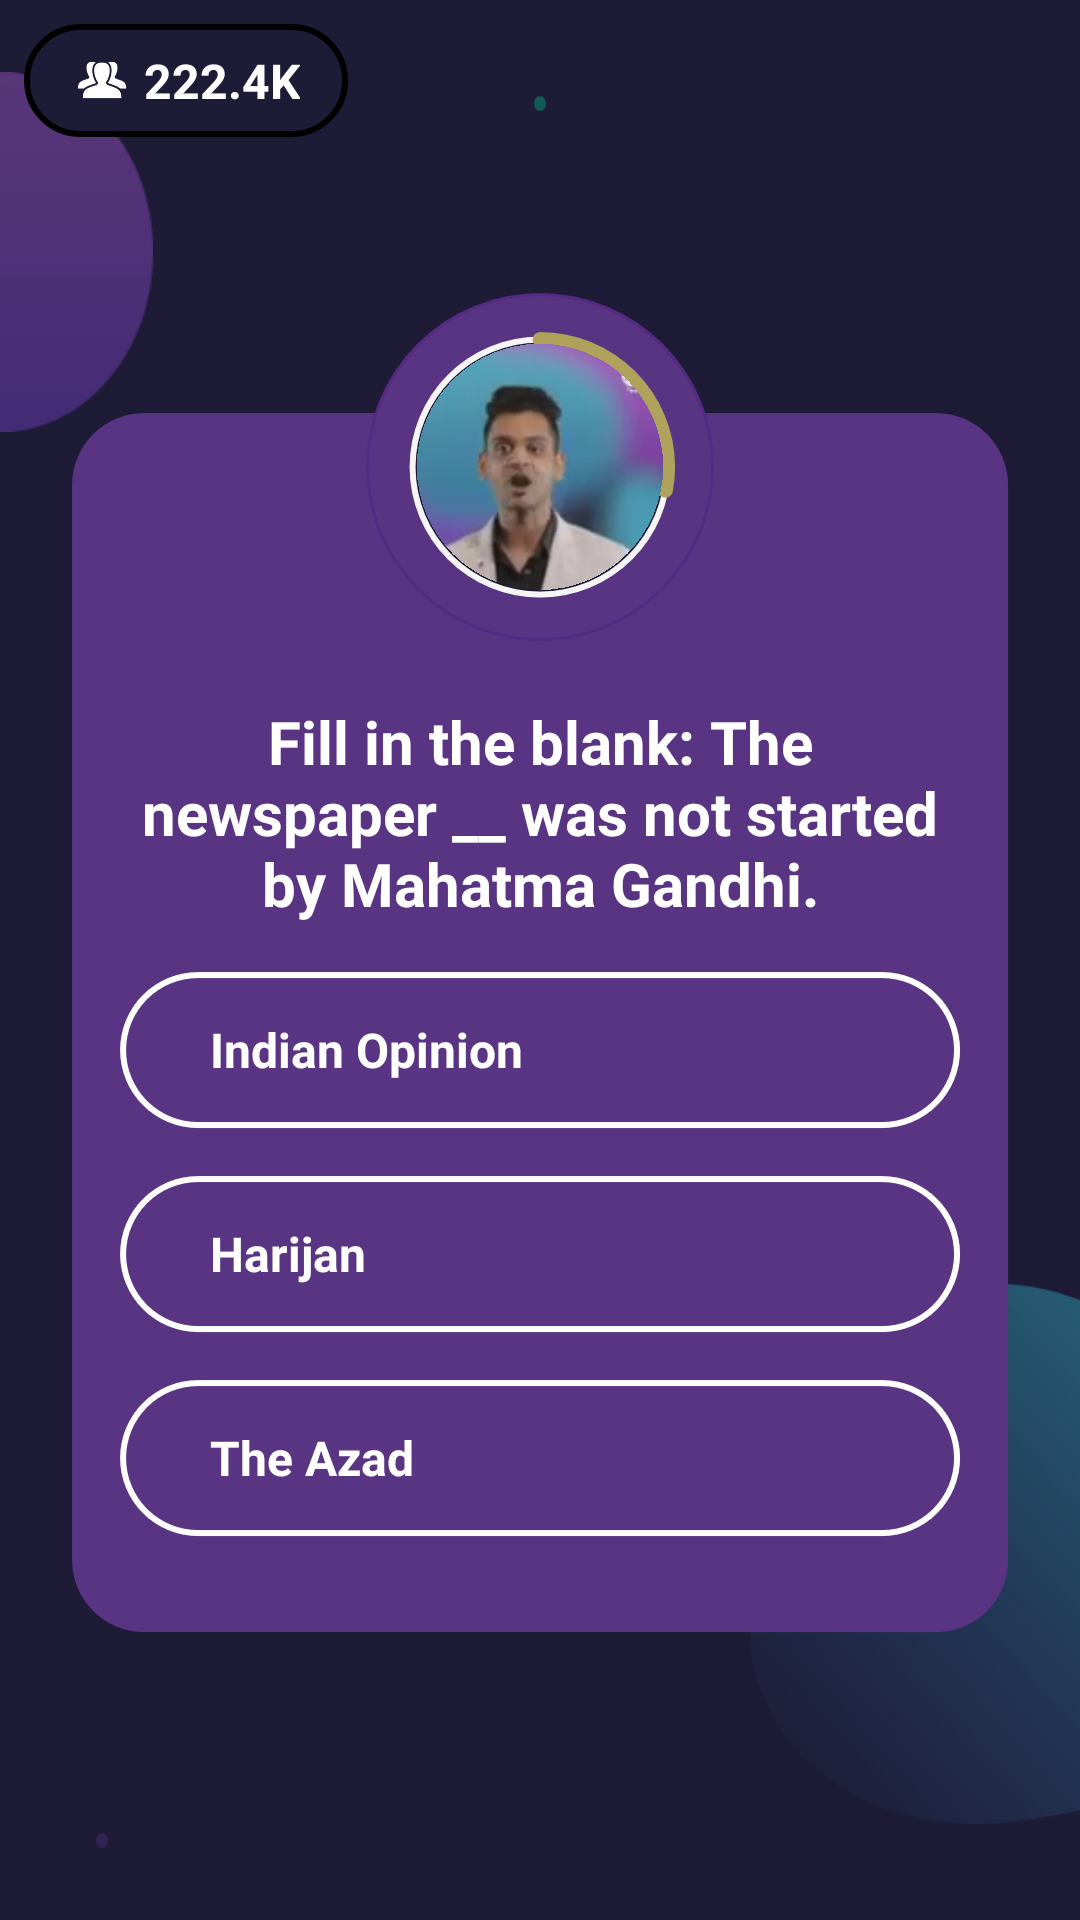 222.4K
Fill in the blank: The
newspaper __ was not started
by Mahatma Gandhi.
Indian Opinion
Harijan
The Azad